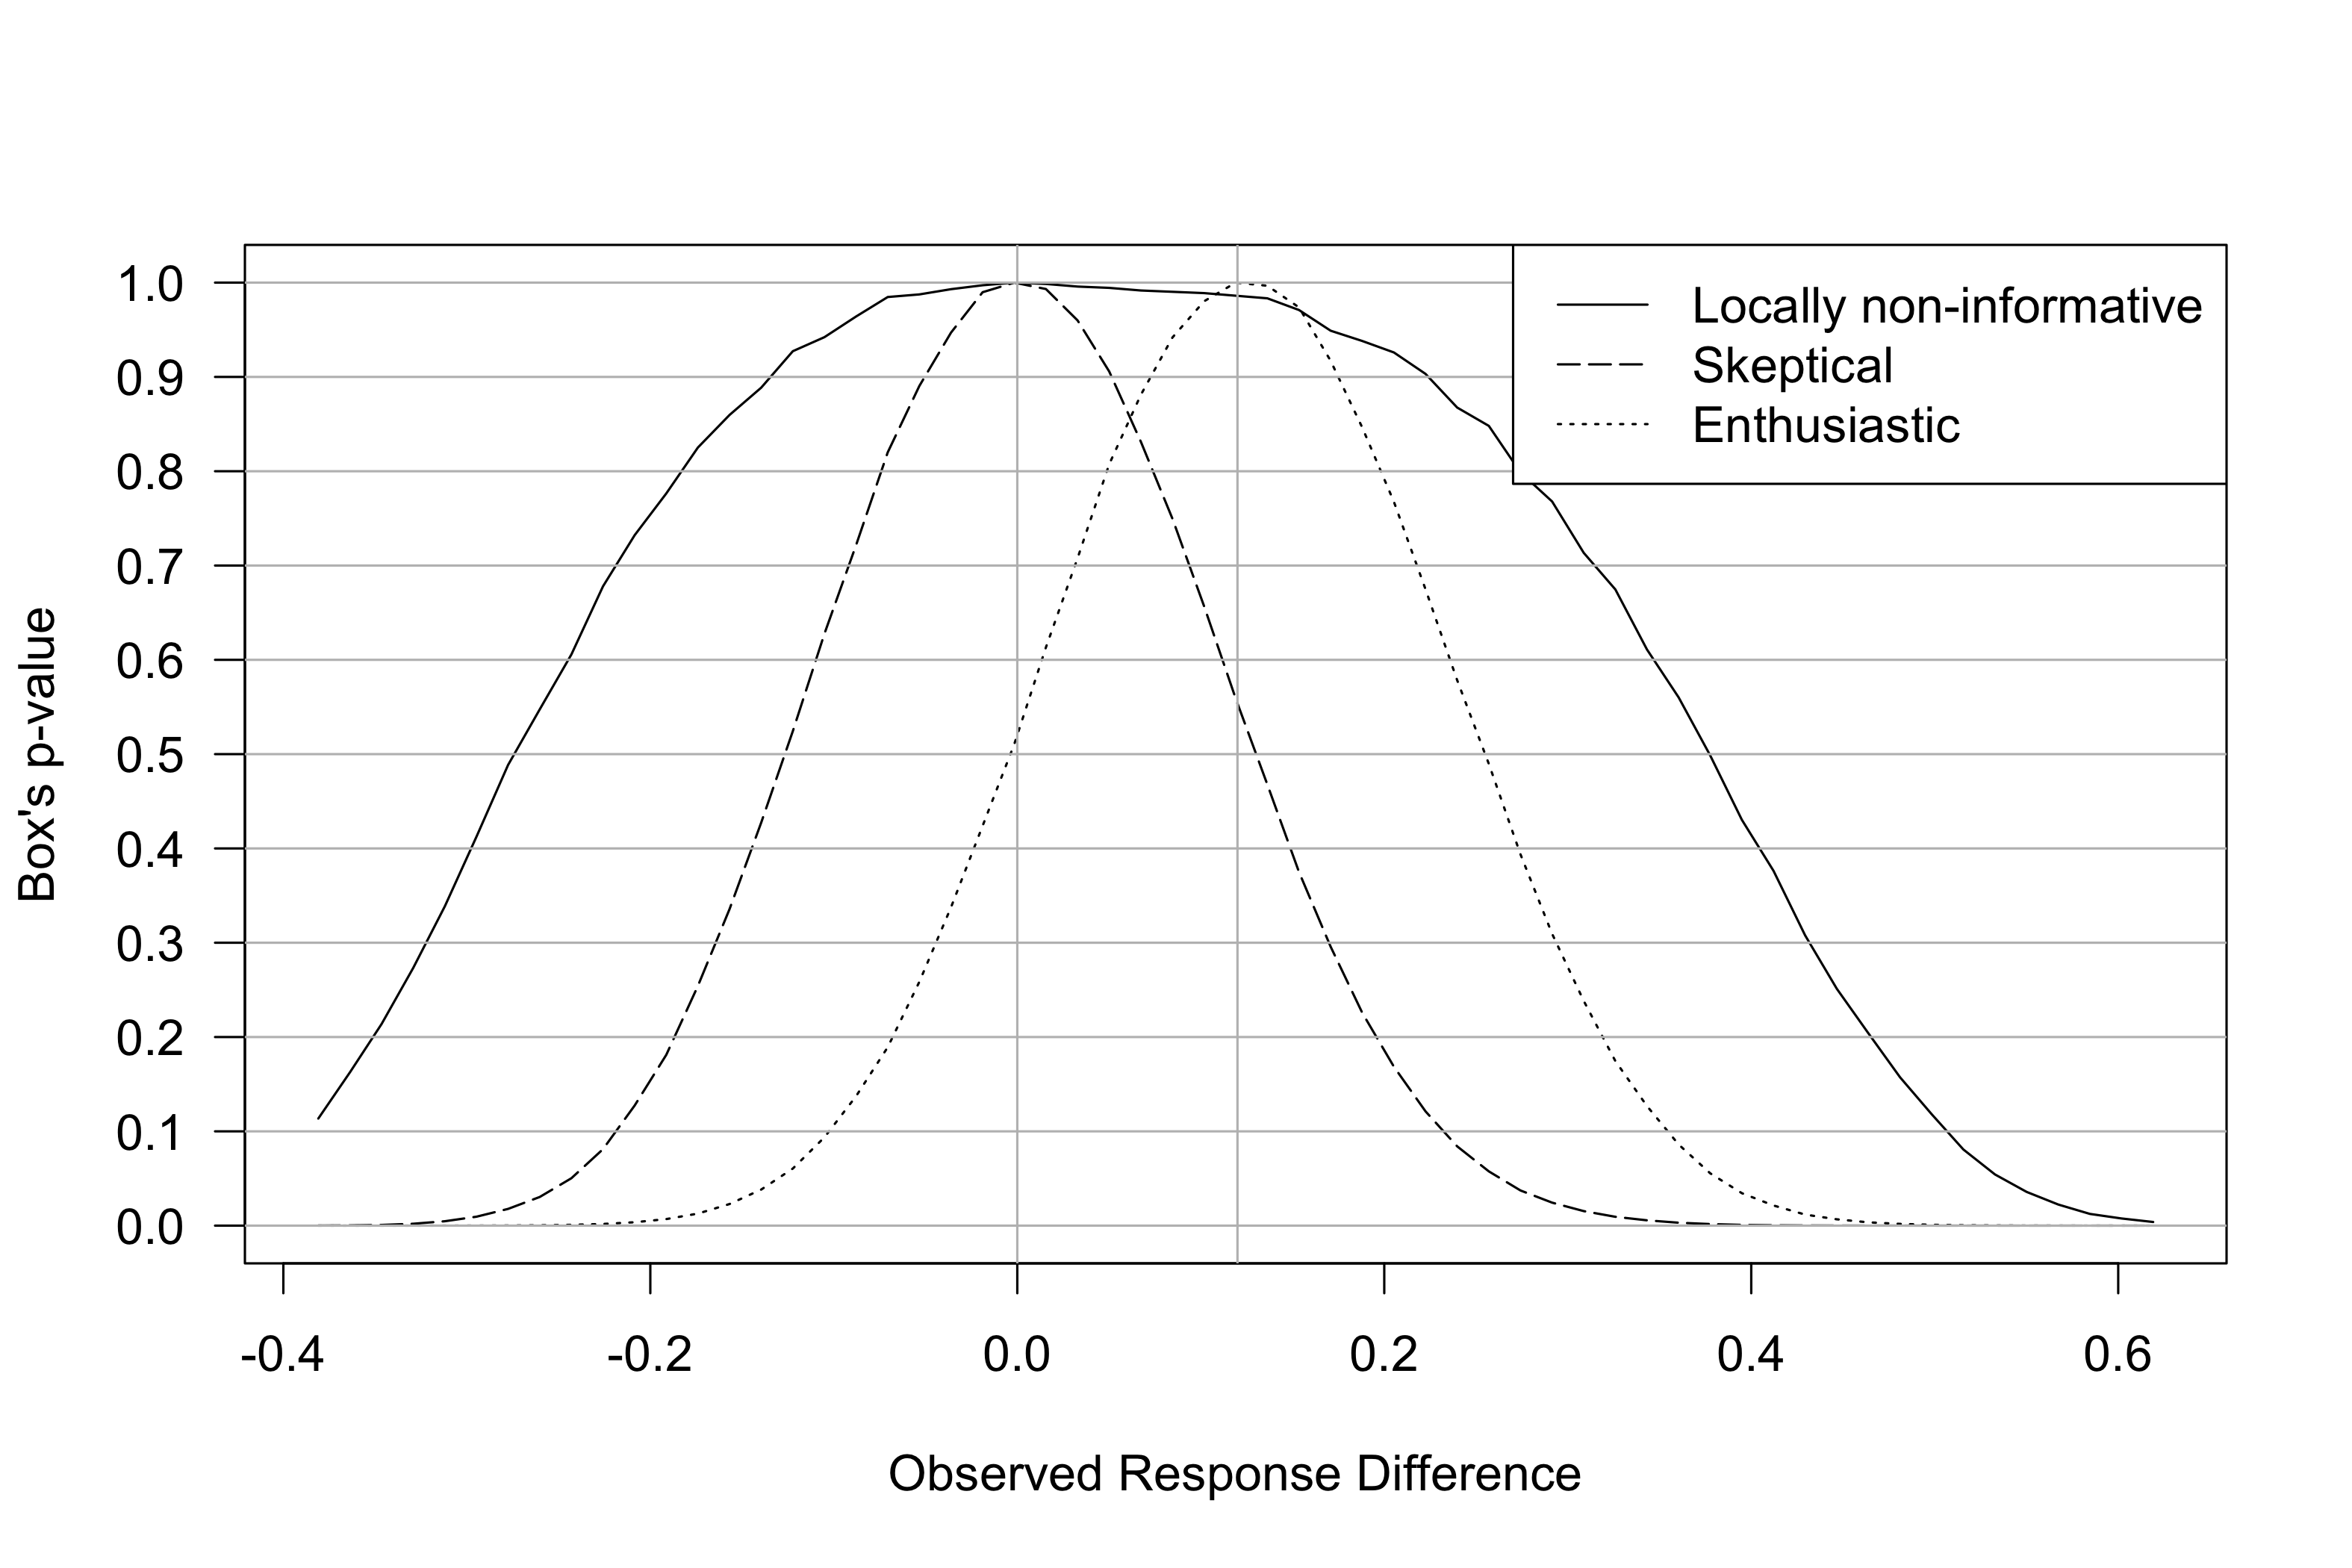 Locally non-informative
Skeptical
Enthusiastic
Box's p-value
1.0
0.9
0.8
0.7
0.6
0.5
0.4
0.3
0.2
0.1
0.0
-0.4 -0.2 0.0 0.2 0.4 0.6
Observed Response Difference